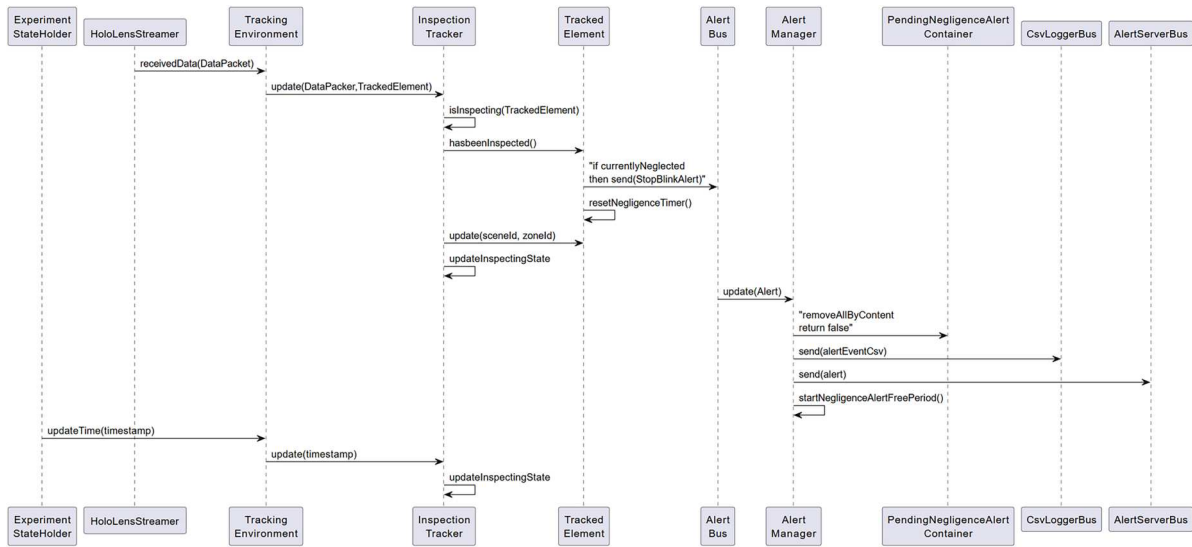 Experiment
StateHolder
HoloLensStreamer
Tracking
Environment
Inspection
Tracker
Tracked
Element
Alert
Bus
Alert
Manager
PendingNegligenceAlert
Container
CsvLoggerBus
AlertServerBus
receivedData(DataPacket)
update(DataPacker,TrackedElement)
isInspecting(TrackedElement)
hasbeenInspected()
"if currentlyNeglected
then send(StopBlinkAlert)"
resetNegligenceTimer()
update(sceneId, zoneId)
updateInspectingState
update(Alert)
"removeAllByContent
return false"
send(alertEventCsv)
send(alert)
startNegligenceAlertFreePeriod()
updateTime(timestamp)
update(timestamp)
updateInspectingState
Experiment
StateHolder
HoloLensStreamer
Tracking
Environment
Inspection
Tracker
Tracked
Element
Alert
Bus
Alert
Manager
PendingNegligenceAlert
Container
CsvLoggerBus
AlertServerBus